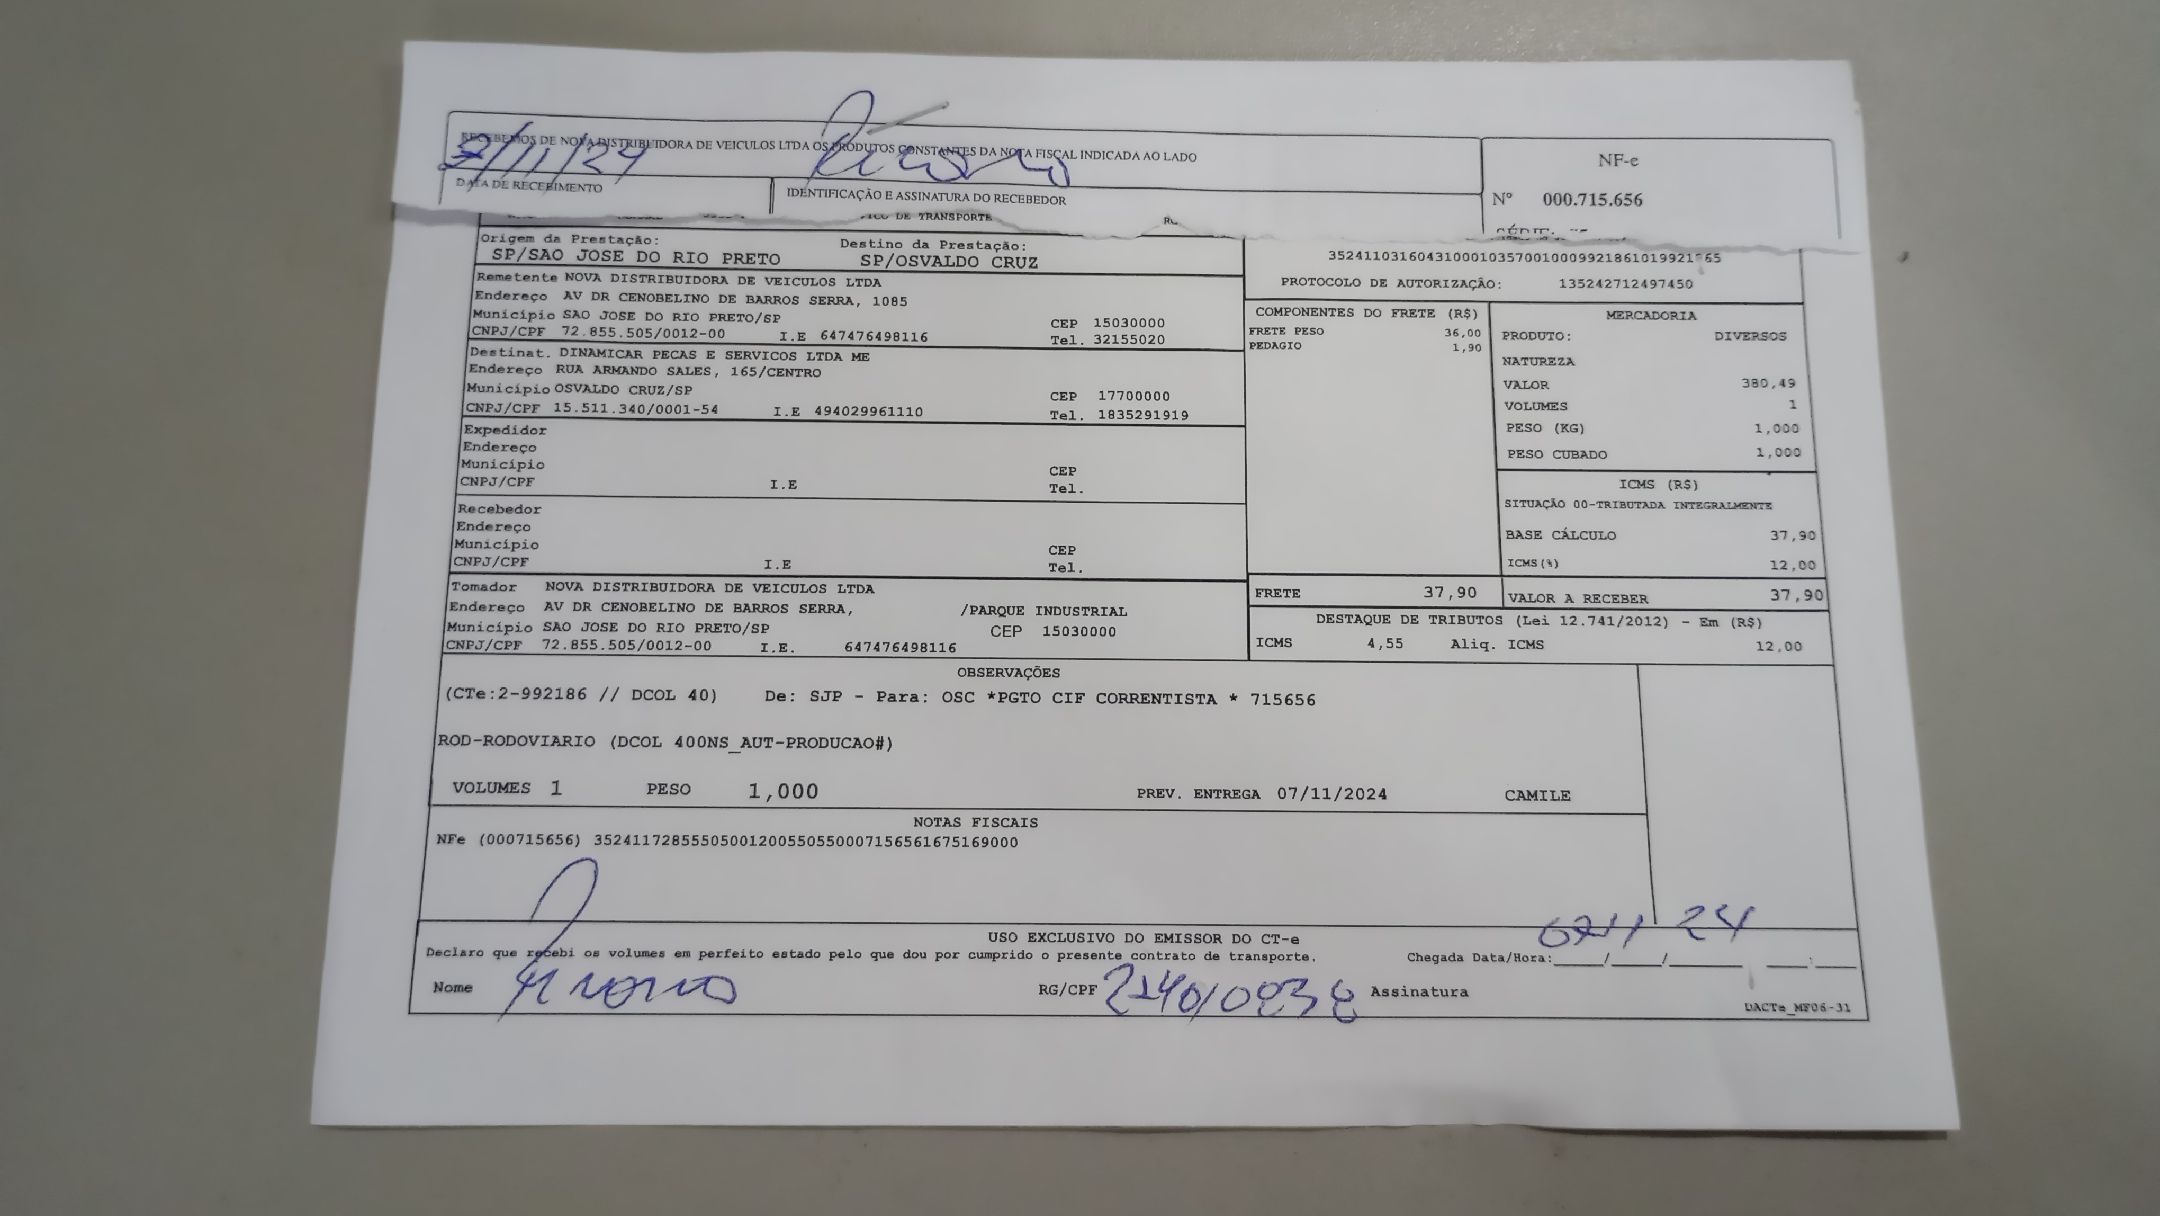 RECEBEMOS DE NOVA DISTRIBUIDORA DE VEICULOS LTDA OS PRODUTOS CONSTANTES DA NOTA FISCAL INDICADA AO LADO
/11/24
DATA DE RECEBIMENTO
IDENTIFICAÇÃO E ASSINATURA DO RECEBEDOR
NF-e
Nº 000.715.656
DE TRANSPORTE
Origem da Prestação:
SP/SAO JOSE DO RIO PRETO
Destino da Prestação:
SP/OSVALDO CRUZ
PROTOCOLO DE AUTORIZAÇÃO: 135242712497450
Remetente NOVA DISTRIBUIDORA DE VEICULOS LTDA
Endereço AV DR CENOBELINO DE BARROS SERRA, 1085
Município SAO JOSE DO RIO PRETO/SP CEP 15030000
CNPJ/CPF 72.855.505/0012-00 I.E 647476498116 Tel. 32155020
Destinat. DINAMICAR PECAS E SERVICOS LTDA ME
Endereço RUA ARMANDO SALES, 165/CENTRO
Município OSVALDO CRUZ/SP CEP 17700000
CNPJ/CPF 15.511.340/0001-54 I.E 494029961110 Tel. 1835291919
Expedidor
Endereço
Município CEP
CNPJ/CPF I.E Tel.
Recebedor
Endereço
Município CEP
CNPJ/CPF I.E Tel.
Tomador NOVA DISTRIBUIDORA DE VEICULOS LTDA
Endereço AV DR CENOBELINO DE BARROS SERRA, /PARQUE INDUSTRIAL
Município SAO JOSE DO RIO PRETO/SP CEP 15030000
CNPJ/CPF 72.855.505/0012-00 I.E. 647476498116
COMPONENTES DO FRETE (R$)
FRETE PESO 36,00
PEDAGIO 1,90
MERCADORIA
PRODUTO: DIVERSOS
NATUREZA
VALOR 380,49
VOLUMES 1
PESO (KG) 1,000
PESO CUBADO 1,000
ICMS (R$)
SITUAÇÃO 00-TRIBUTADA INTEGRALMENTE
BASE CÁLCULO 37,90
ICMS(%) 12,00
FRETE 37,90
VALOR A RECEBER 37,90
DESTAQUE DE TRIBUTOS (Lei 12.741/2012) - Em (R$)
ICMS 4,55 Aliq. ICMS 12,00
OBSERVAÇÕES
(CTe:2-992186 // DCOL 40) De: SJP - Para: OSC *PGTO CIF CORRENTISTA * 715656
ROD-RODOVIARIO (DCOL 400NS_AUT-PRODUCAO#)
VOLUMES 1 PESO 1,000 PREV. ENTREGA 07/11/2024 CAMILE
NOTAS FISCAIS
NFe (000715656) 35241172855505001200550550007156561675169000
USO EXCLUSIVO DO EMISSOR DO CT-e
Declaro que recebi os volumes em perfeito estado pelo que dou por cumprido o presente contrato de transporte.
Chegada Data/Hora:____/____/______ ___:___
Nome
RG/CPF
Assinatura
DACTe_MF06-31